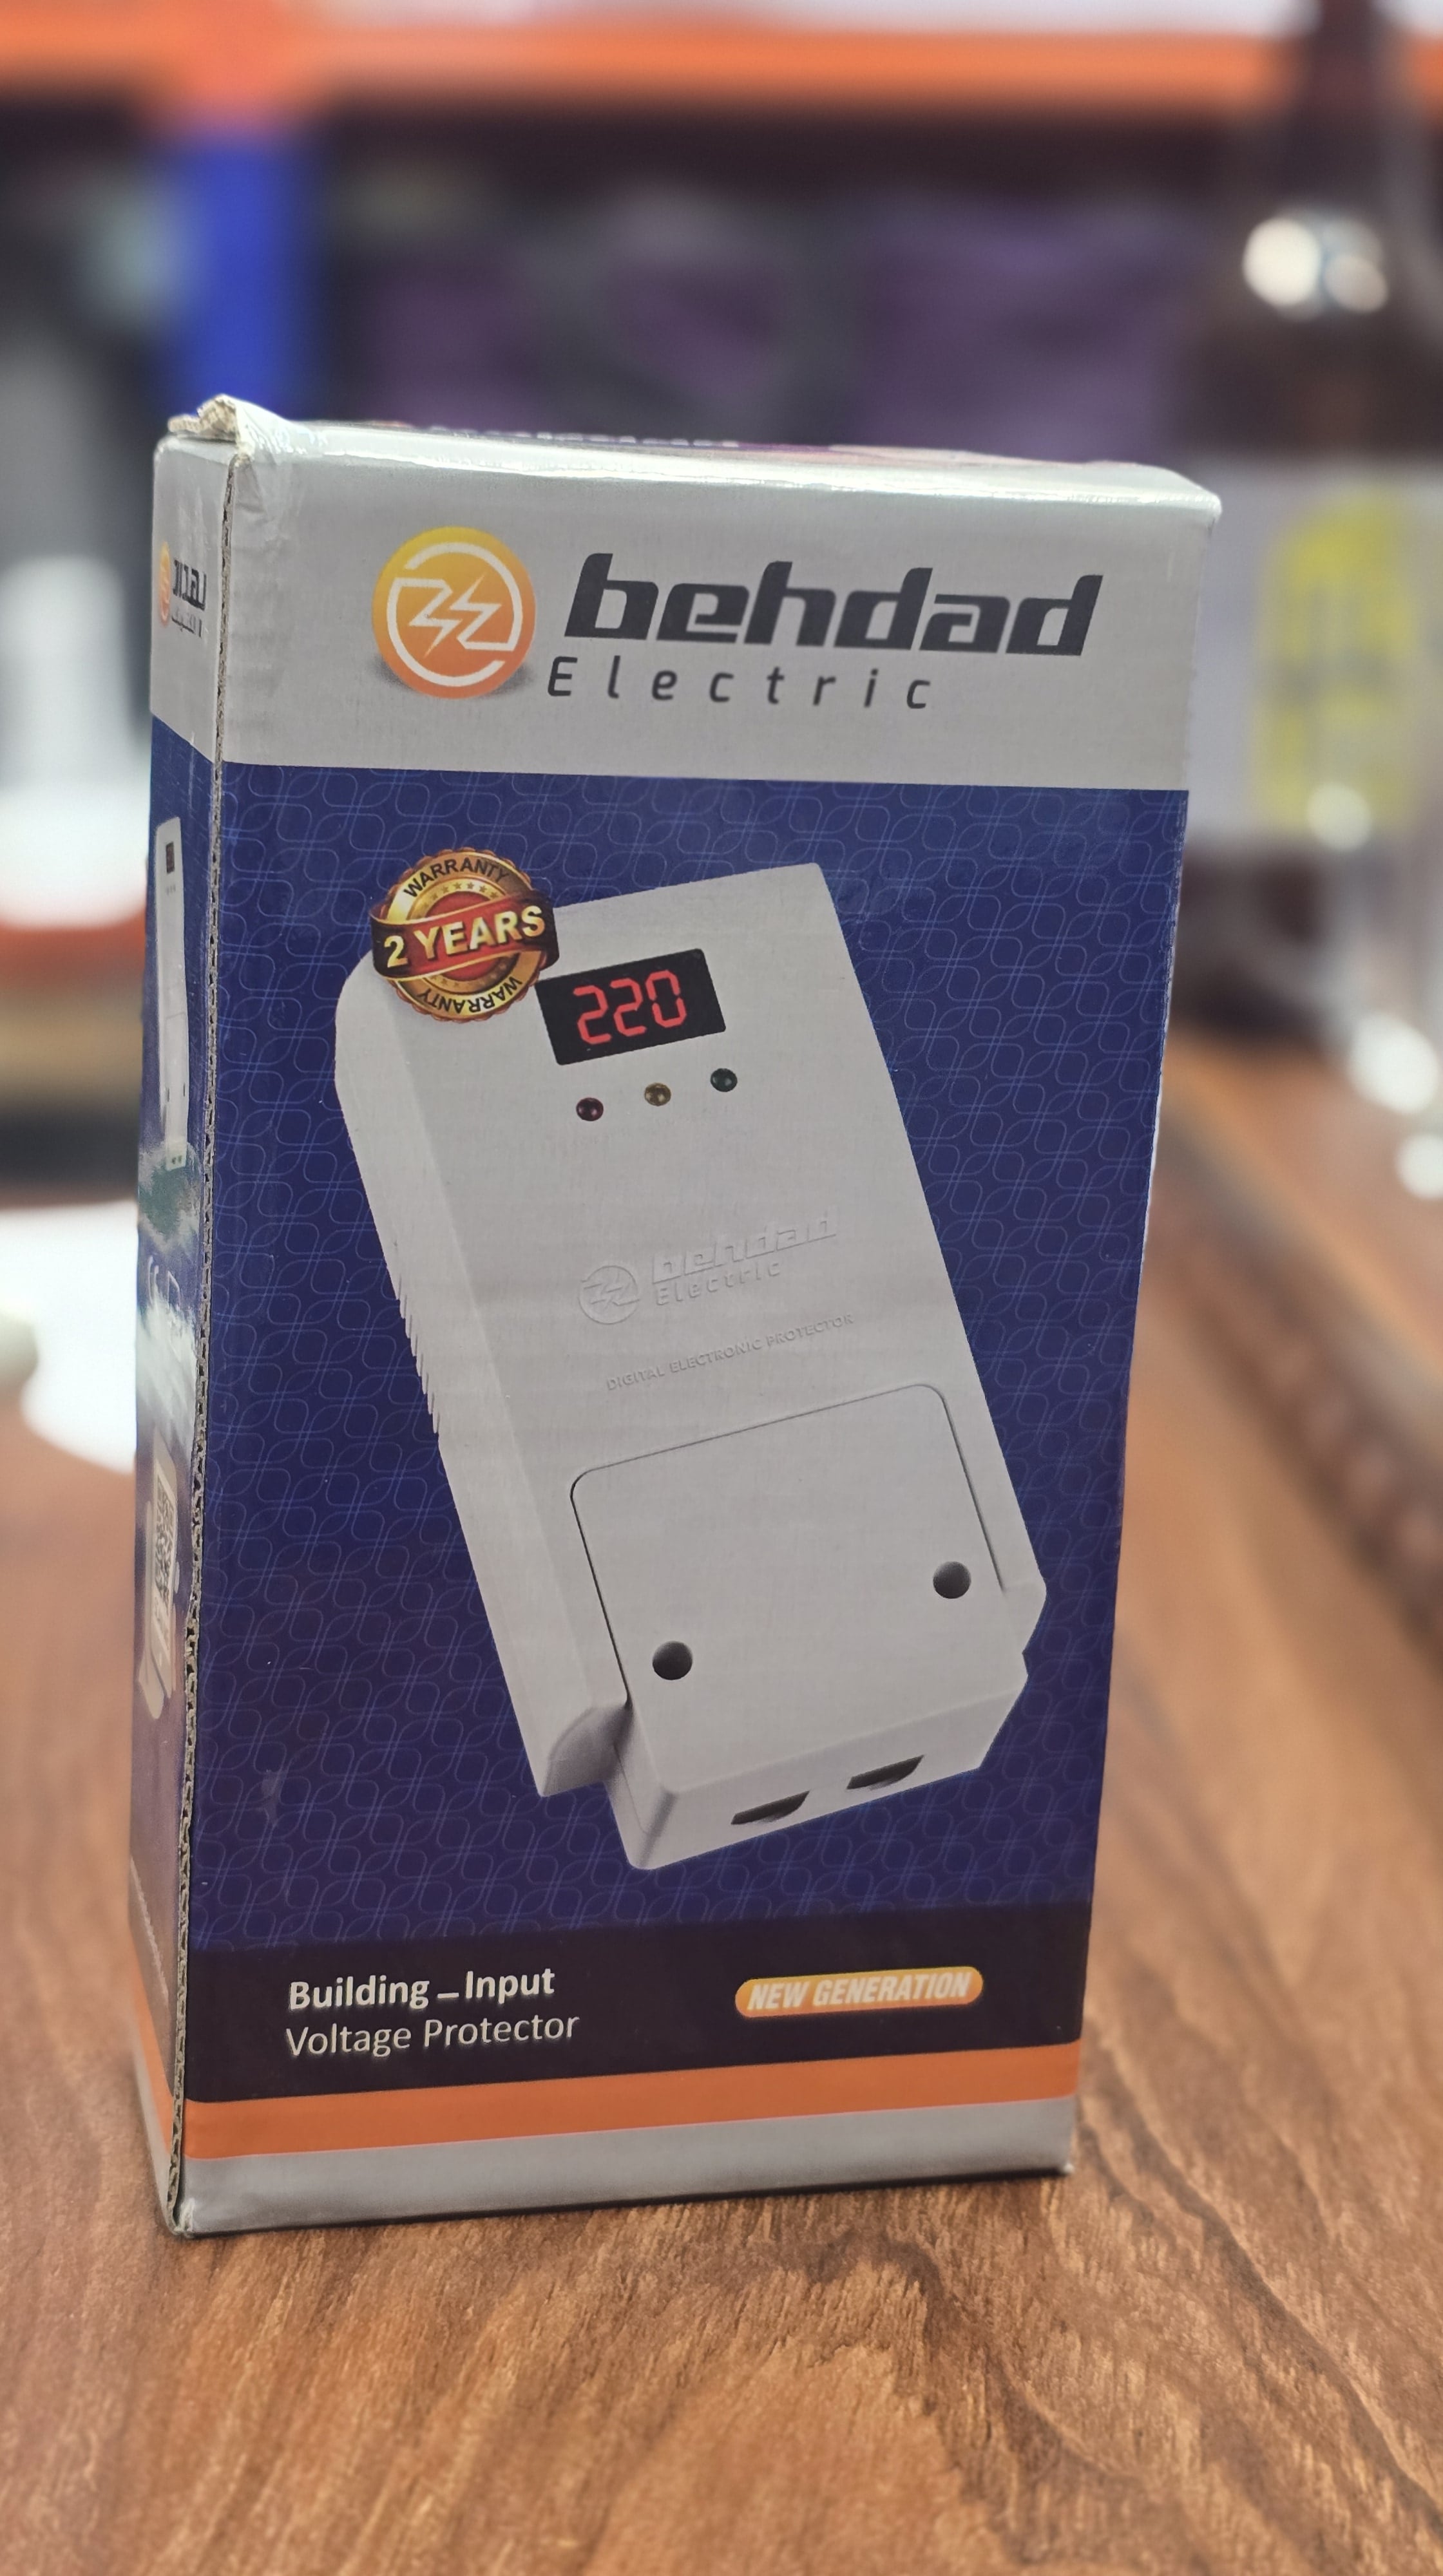 behdad
Electric
WARRANTY
2 YEARS
WARRANTY
220
behdad
Electric
DIGITAL ELECTRONIC PROTECTOR
Building _ Input
Voltage Protector
NEW GENERATION